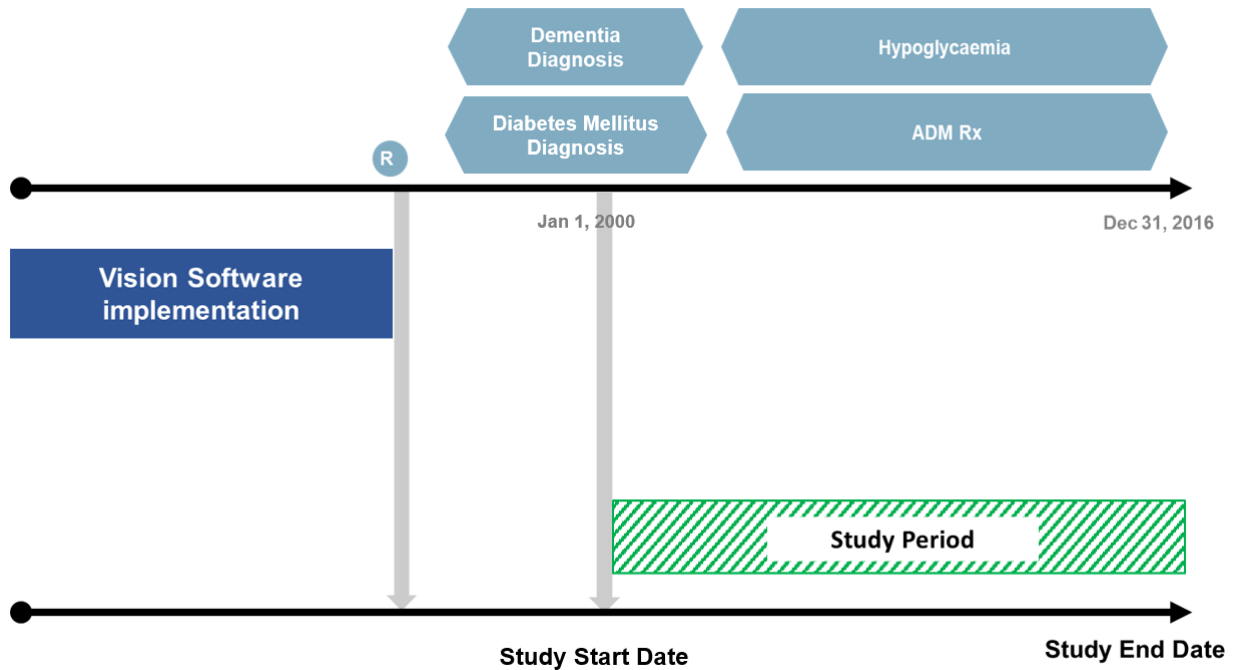 Dementia
Diagnosis
Hypoglycaemia
Diabetes Mellitus
Diagnosis
ADM Rx
R
Jan 1, 2000
Dec 31, 2016
Vision Software
implementation
Study Period
Study Start Date
Study End Date